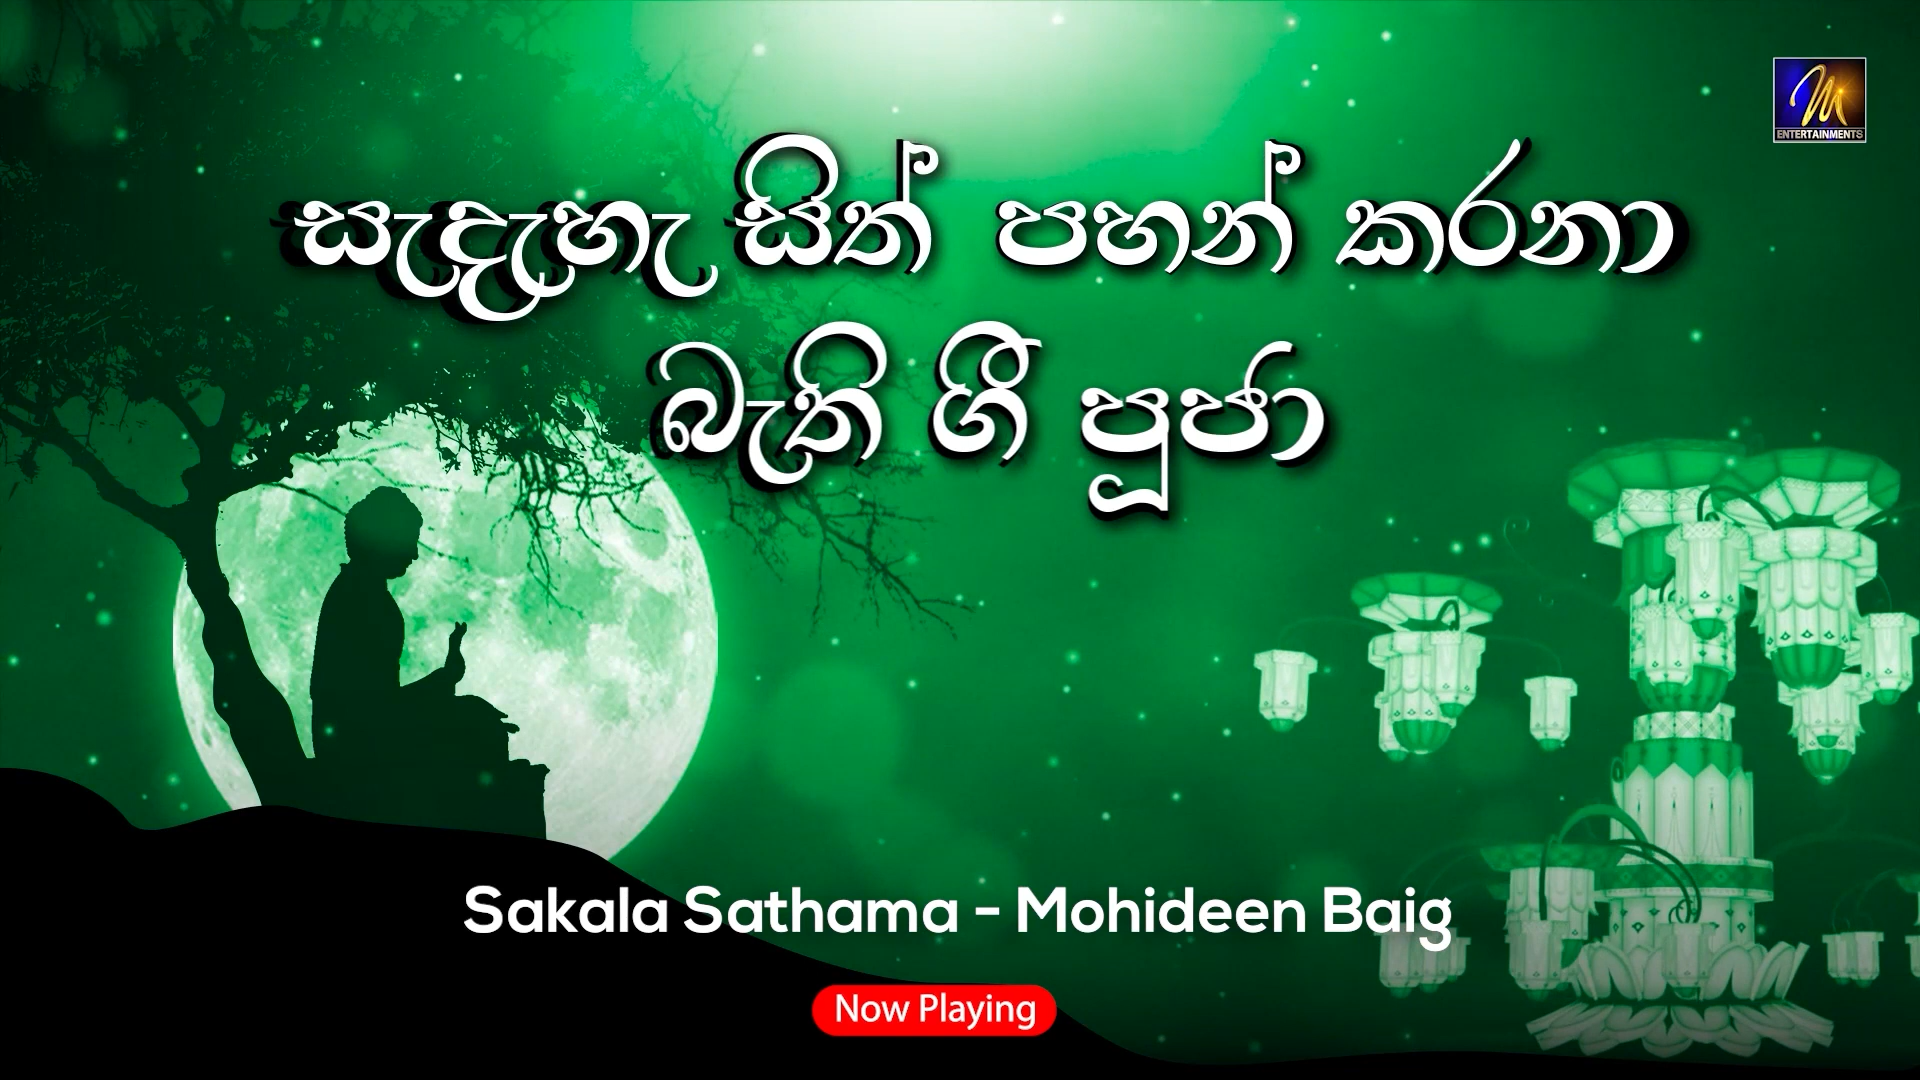 M
ENTERTAINMENTS
සැදැහැ සිත් පහන් කරනා
බැති ගී පූජා
Sakala Sathama - Mohideen Baig
Now Playing